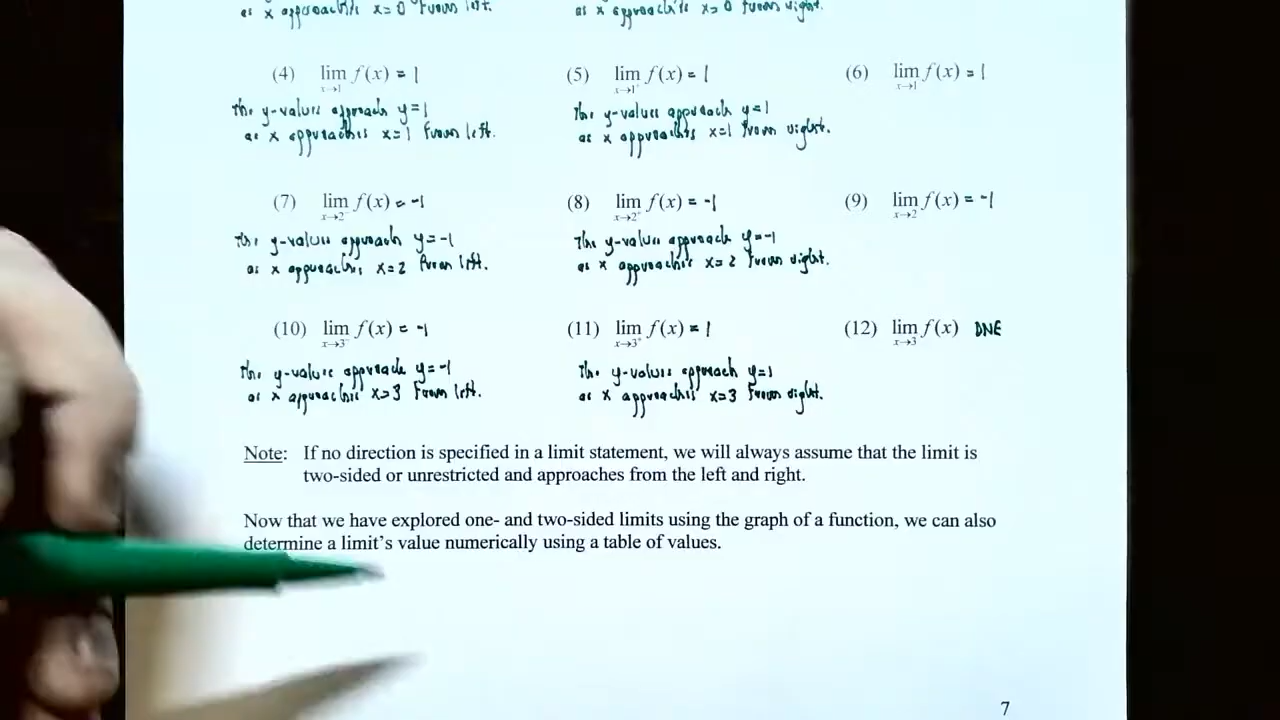 as x approaches x=0 from left. as x approaches x=0 from right.
(4) lim f(x) = 1 (5) lim f(x) = 1 (6) lim f(x) = 1
x→1⁻ x→1⁺ x→1
The y-values approach y=1 The y-values approach y=1
as x approaches x=1 from left. as x approaches x=1 from right.
(7) lim f(x) = -1 (8) lim f(x) = -1 (9) lim f(x) = -1
x→2⁻ x→2⁺ x→2
The y-values approach y=-1 The y-values approach y=-1
as x approaches x=2 from left. as x approaches x=2 from right.
(10) lim f(x) = -1 (11) lim f(x) = 1 (12) lim f(x) DNE
x→3⁻ x→3⁺ x→3
The y-values approach y=-1 The y-values approach y=1
as x approaches x=3 from left. as x approaches x=3 from right.
Note: If no direction is specified in a limit statement, we will always assume that the limit is
two-sided or unrestricted and approaches from the left and right.
Now that we have explored one- and two-sided limits using the graph of a function, we can also
determine a limit’s value numerically using a table of values.
7